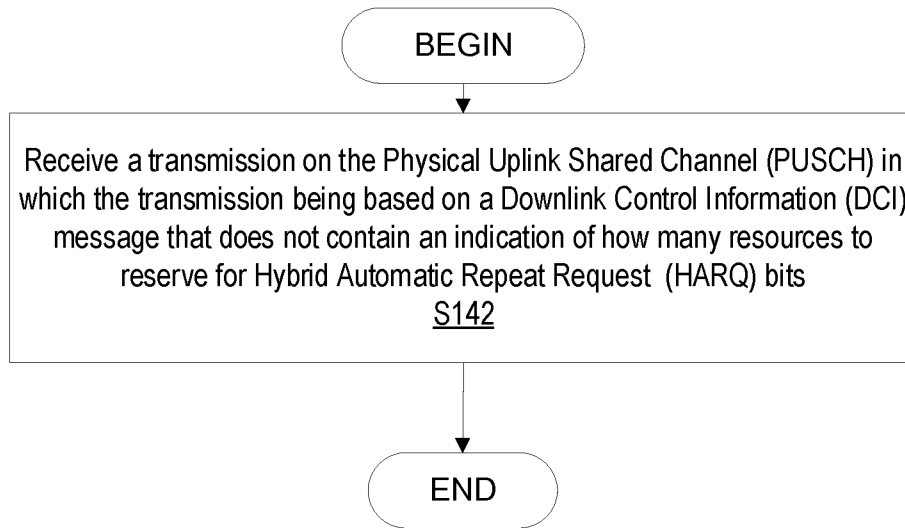 BEGIN
Receive a transmission on the Physical Uplink Shared Channel (PUSCH) in
which the transmission being based on a Downlink Control Information (DCI)
message that does not contain an indication of how many resources to
reserve for Hybrid Automatic Repeat Request (HARQ) bits
S142
END